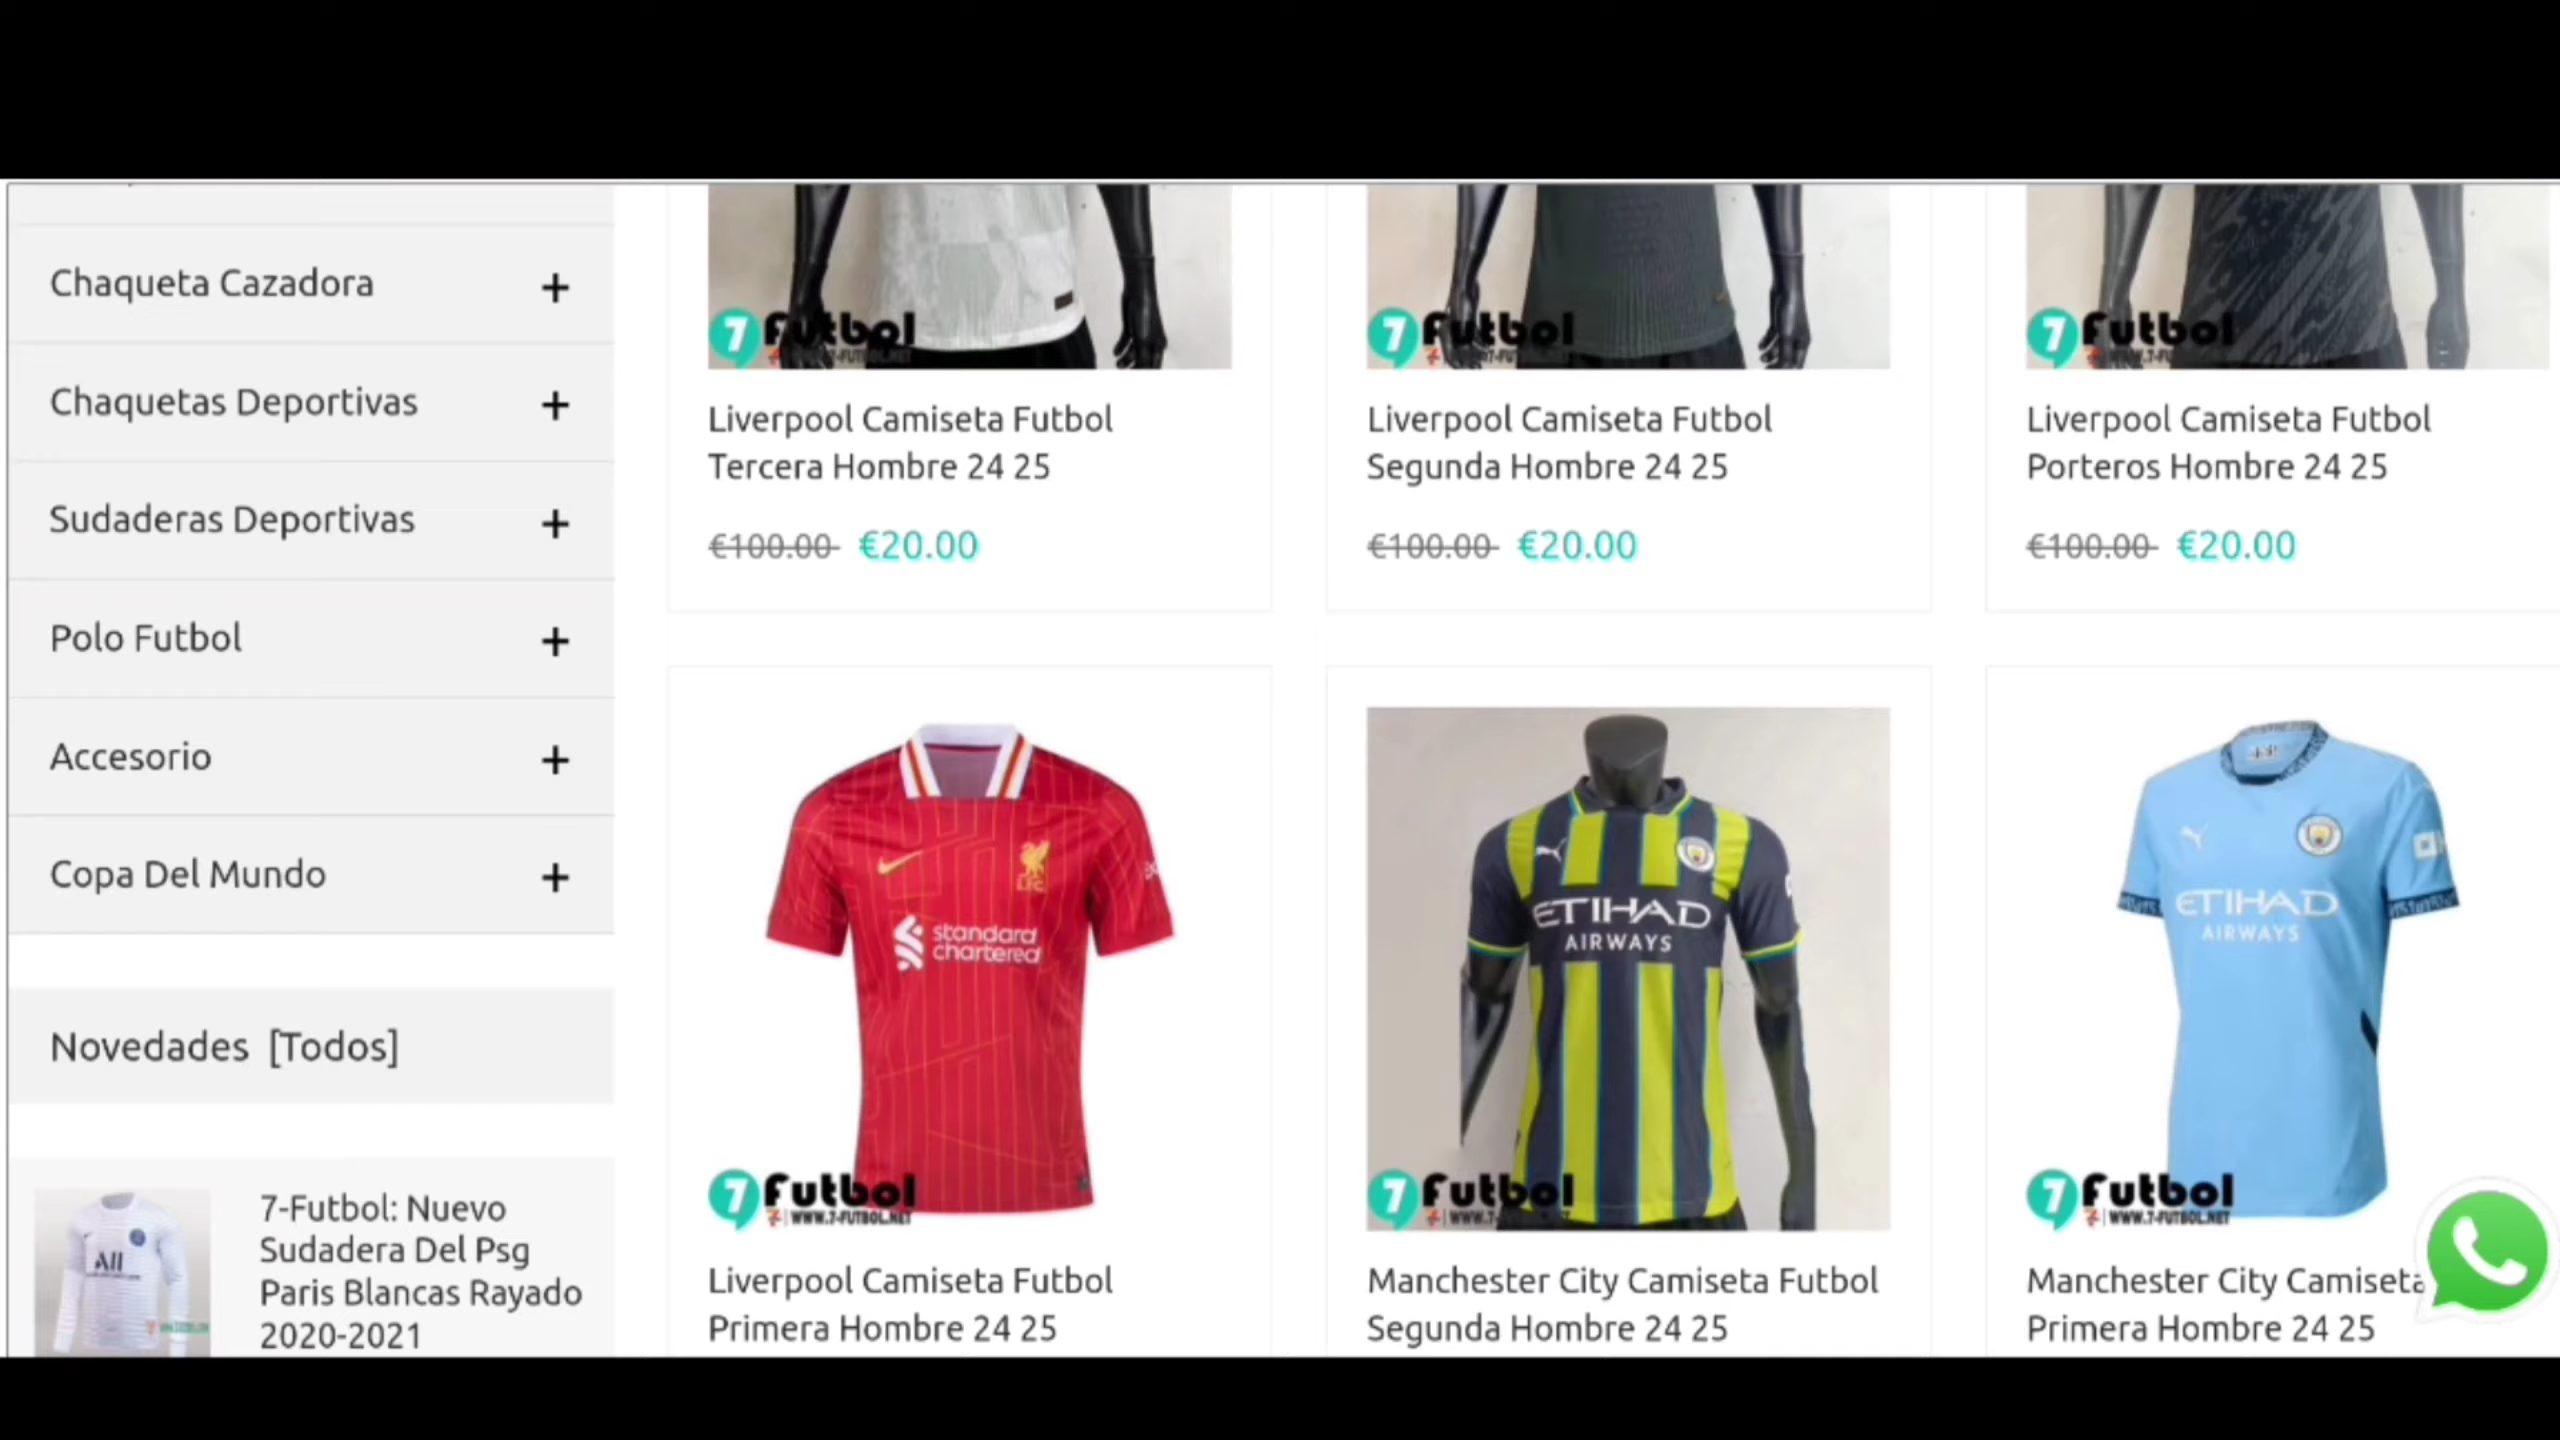 Chaqueta Cazadora +
Chaquetas Deportivas +
Sudaderas Deportivas +
Polo Futbol +
Accesorio +
Copa Del Mundo +
Novedades [Todos]
All
7-Futbol: Nuevo
Sudadera Del Psg
Paris Blancas Rayado
2020-2021
7 Futbol
7 Futbol
7 Futbol
Liverpool Camiseta Futbol
Tercera Hombre 24 25
€100.00 €20.00
Liverpool Camiseta Futbol
Segunda Hombre 24 25
€100.00 €20.00
Liverpool Camiseta Futbol
Porteros Hombre 24 25
€100.00 €20.00
LFC
standard
chartered
7 Futbol
WWW.7-FUTBOL.NET
Liverpool Camiseta Futbol
Primera Hombre 24 25
ETIHAD
AIRWAYS
7 Futbol
Manchester City Camiseta Futbol
Segunda Hombre 24 25
ETIHAD
AIRWAYS
7 Futbol
WWW.7-FUTBOL.NET
Manchester City Camiseta
Primera Hombre 24 25